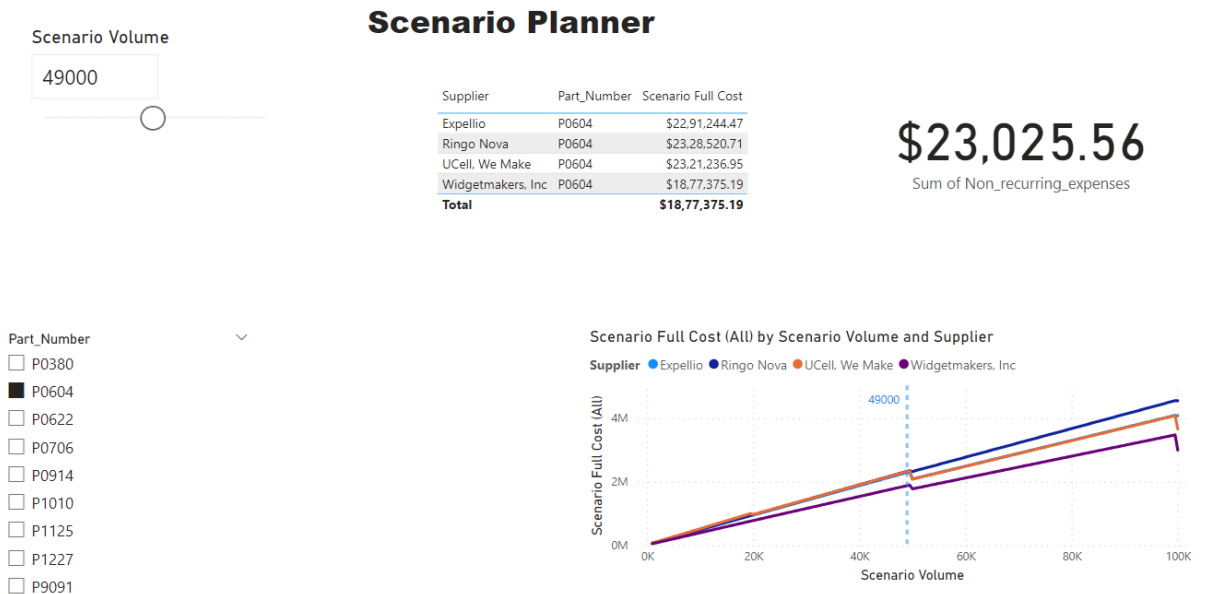 Scenario Planner
Scenario Volume
49000
Supplier Part_Number Scenario Full Cost
Expellio P0604 $22,91,244.47
Ringo Nova P0604 $23,28,520.71
UCell, We Make P0604 $23,21,236.95
Widgetmakers, Inc P0604 $18,77,375.19
Total $18,77,375.19
$23,025.56
Sum of Non_recurring_expenses
Part_Number
P0380
P0604
P0622
P0706
P0914
P1010
P1125
P1227
P9091
Scenario Full Cost (All) by Scenario Volume and Supplier
Supplier Expellio Ringo Nova UCell, We Make Widgetmakers, Inc
49000
Scenario Full Cost (All)
4M
2M
0M
0K 20K 40K 60K 80K 100K
Scenario Volume